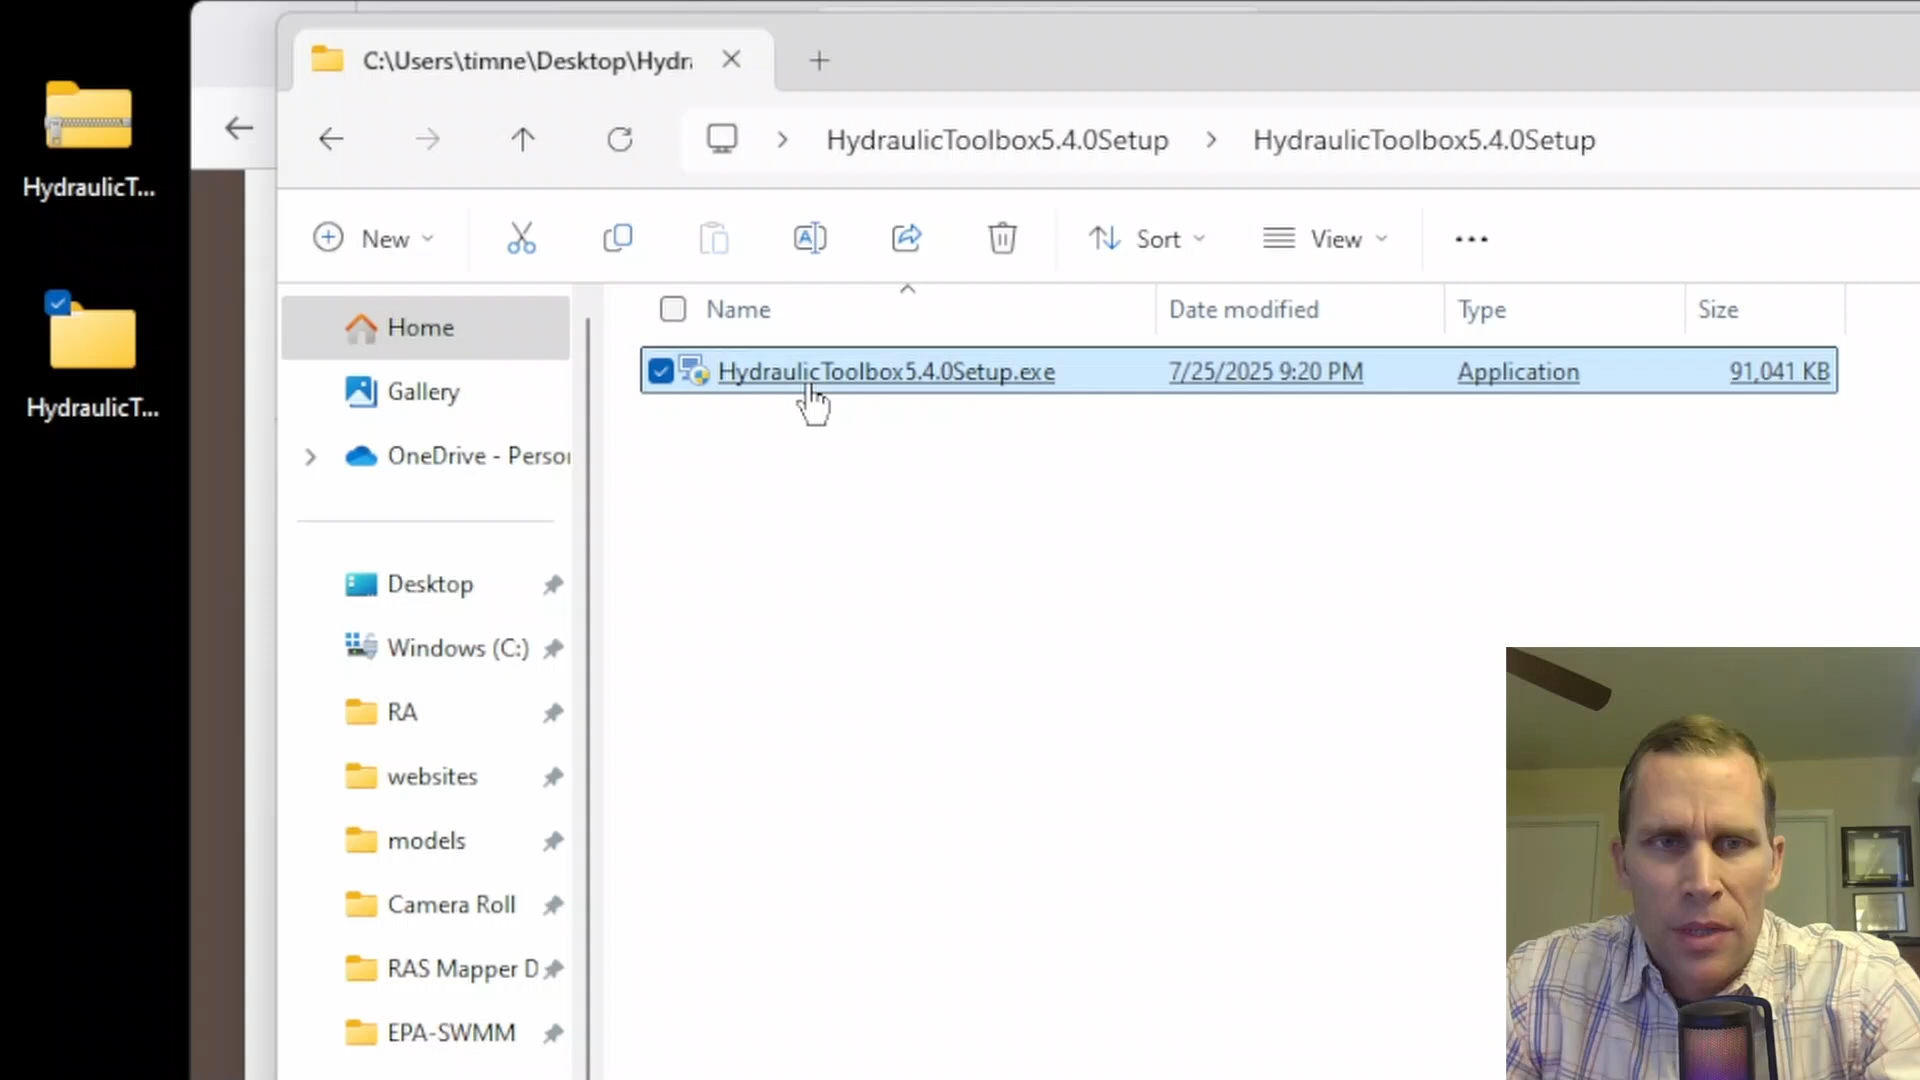 HydraulicT...
HydraulicT...
C:\Users\timne\Desktop\Hydra
HydraulicToolbox5.4.0Setup > HydraulicToolbox5.4.0Setup
New
Sort
View
Name
Date modified
Type
Size
HydraulicToolbox5.4.0Setup.exe
7/25/2025 9:20 PM
Application
91,041 KB
Home
Gallery
OneDrive - Person
Desktop
Windows (C:)
RA
websites
models
Camera Roll
RAS Mapper D
EPA-SWMM